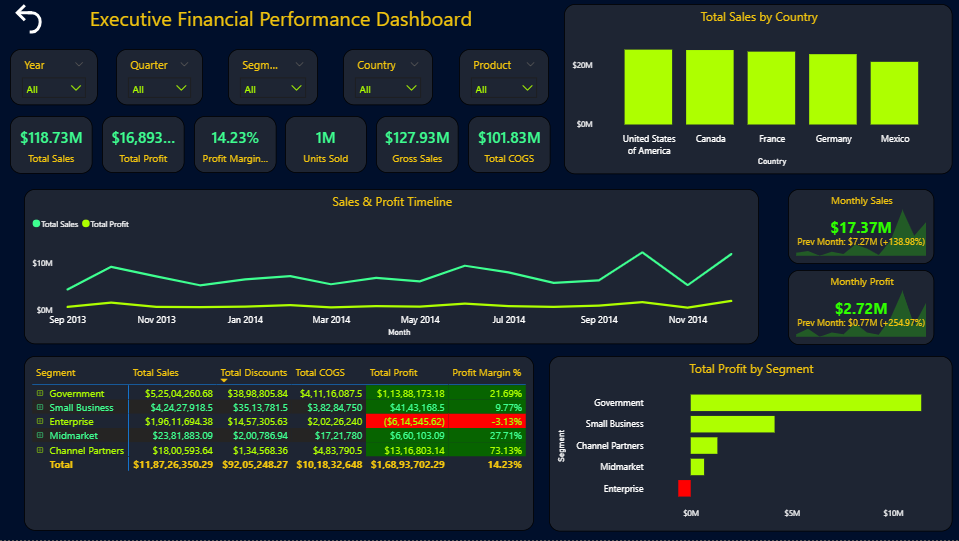 Executive Financial Performance Dashboard
Year
All
Quarter
All
Segm...
All
Country
All
Product
All
$118.73M
Total Sales
$16,893...
Total Profit
14.23%
Profit Margin...
1M
Units Sold
$127.93M
Gross Sales
$101.83M
Total COGS
Total Sales by Country
$20M
$0M
United States of America
Canada
France
Germany
Mexico
Country
Sales & Profit Timeline
Total Sales Total Profit
$10M
$0M
Sep 2013 Nov 2013 Jan 2014 Mar 2014 May 2014 Jul 2014 Sep 2014 Nov 2014
Month
Monthly Sales
$17.37M
Prev Month: $7.27M (+138.98%)
Monthly Profit
$2.72M
Prev Month: $0.77M (+254.97%)
Segment Total Sales Total Discounts Total COGS Total Profit Profit Margin %
Government $5,25,04,260.68 $38,98,805.84 $4,11,16,087.5 $1,13,88,173.18 21.69%
Small Business $4,24,27,918.5 $35,13,781.5 $3,82,84,750 $41,43,168.5 9.77%
Enterprise $1,96,11,694.38 $14,57,305.63 $2,02,26,240 ($6,14,545.62) -3.13%
Midmarket $23,81,883.09 $2,00,786.94 $17,21,780 $6,60,103.09 27.71%
Channel Partners $18,00,593.64 $1,34,568.36 $4,83,790.5 $13,16,803.14 73.13%
Total $11,87,26,350.29 $92,05,248.27 $10,18,32,648 $1,68,93,702.29 14.23%
Total Profit by Segment
Segment
Government
Small Business
Channel Partners
Midmarket
Enterprise
$0M $5M $10M